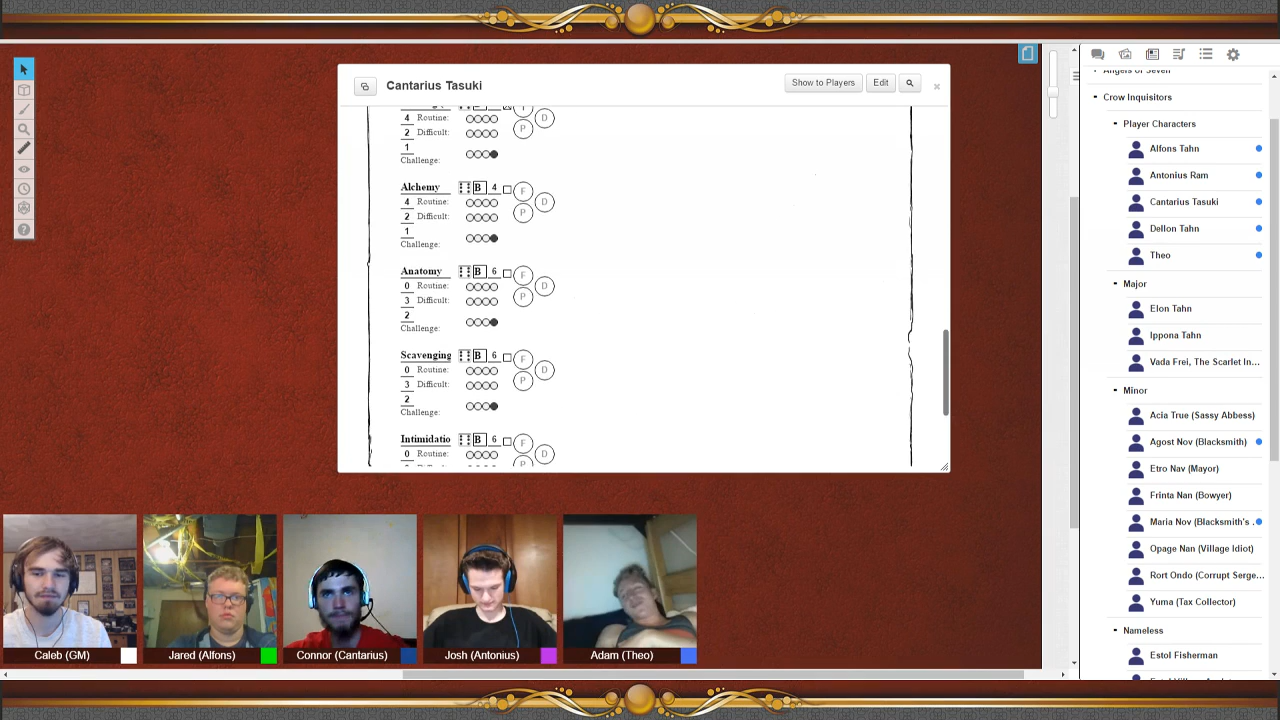 Cantarius Tasuki
Show to Players
Edit
4 Routine:
2 Difficult:
1
Challenge:
P
D
Alchemy B 4 F
4 Routine: D
2 Difficult: P
1
Challenge:
Anatomy B 6 F
0 Routine: D
3 Difficult: P
2
Challenge:
Scavenging B 6 F
0 Routine: D
3 Difficult: P
2
Challenge:
Intimidatio B 6 F
0 Routine: D
P
Crow Inquisitors
Player Characters
Alfons Tahn
Antonius Ram
Cantarius Tasuki
Dellon Tahn
Theo
Major
Elon Tahn
Ippona Tahn
Vada Frei, The Scarlet In...
Minor
Acia True (Sassy Abbess)
Agost Nov (Blacksmith)
Etro Nav (Mayor)
Frinta Nan (Bowyer)
Maria Nov (Blacksmith's .
Opage Nan (Village Idiot)
Rort Ondo (Corrupt Serge...
Yuma (Tax Collector)
Nameless
Estol Fisherman
Caleb (GM)
Jared (Alfons)
Connor (Cantarius)
Josh (Antonius)
Adam (Theo)